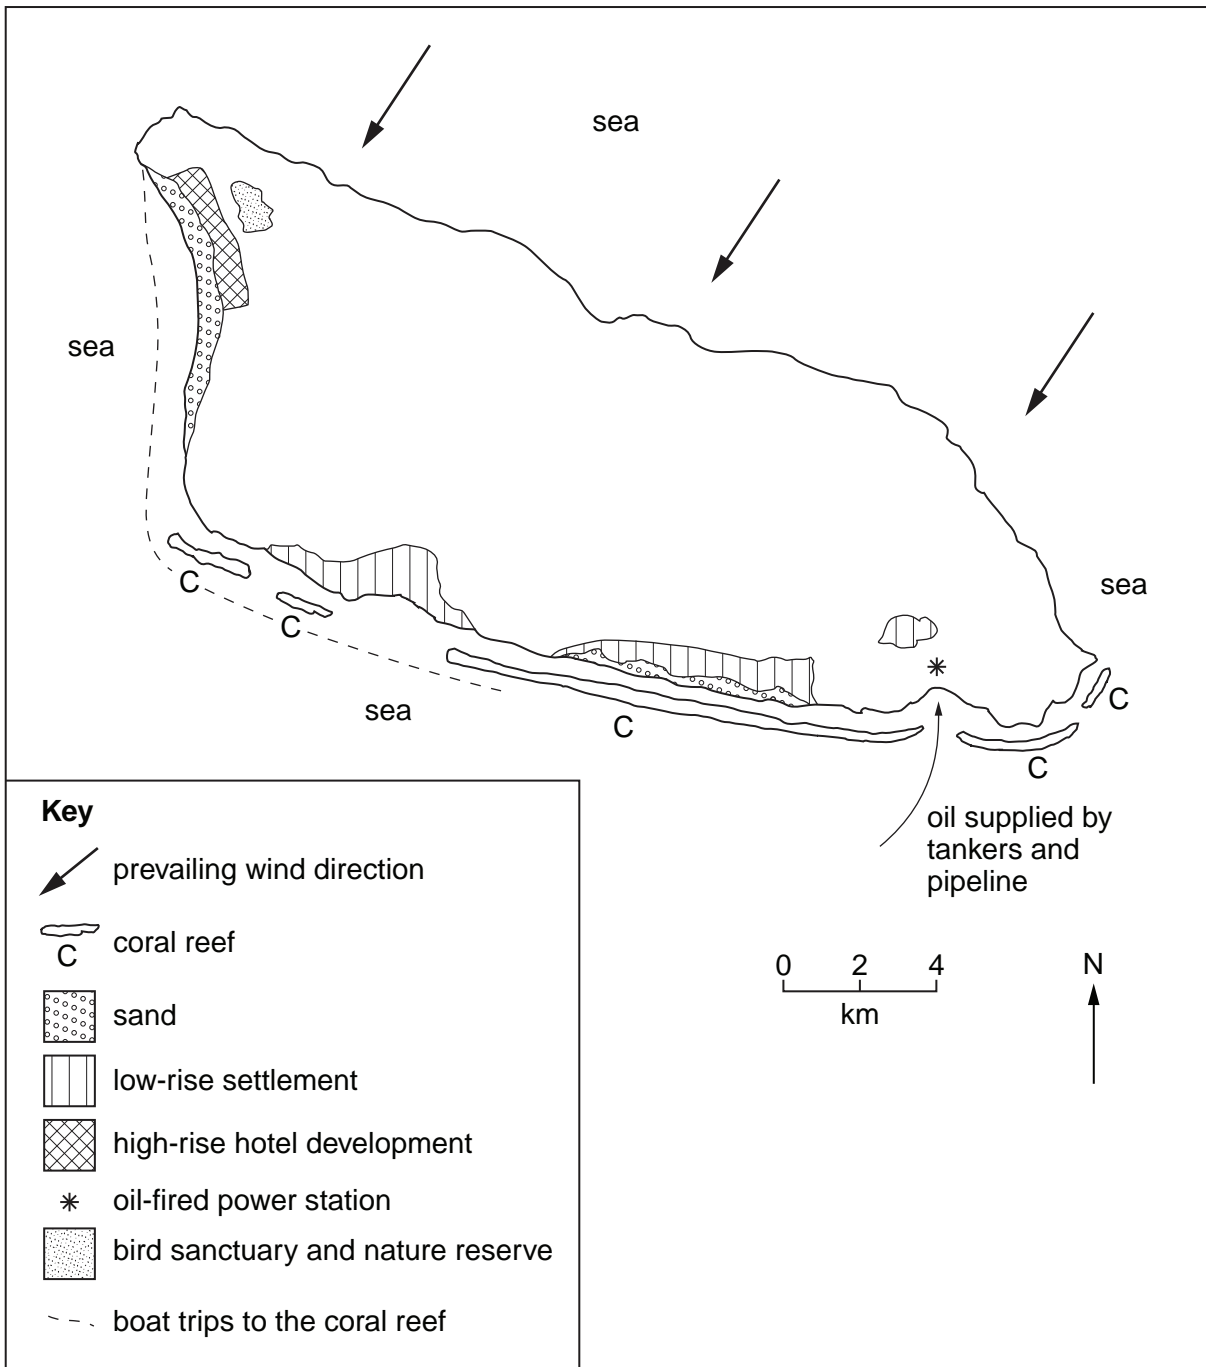 sea
sea
sea
sea
C
C
C
C
C
oil supplied by
tankers and
pipeline
0 2 4
km
N
Key
prevailing wind direction
C
coral reef
sand
low-rise settlement
high-rise hotel development
oil-fired power station
bird sanctuary and nature reserve
boat trips to the coral reef